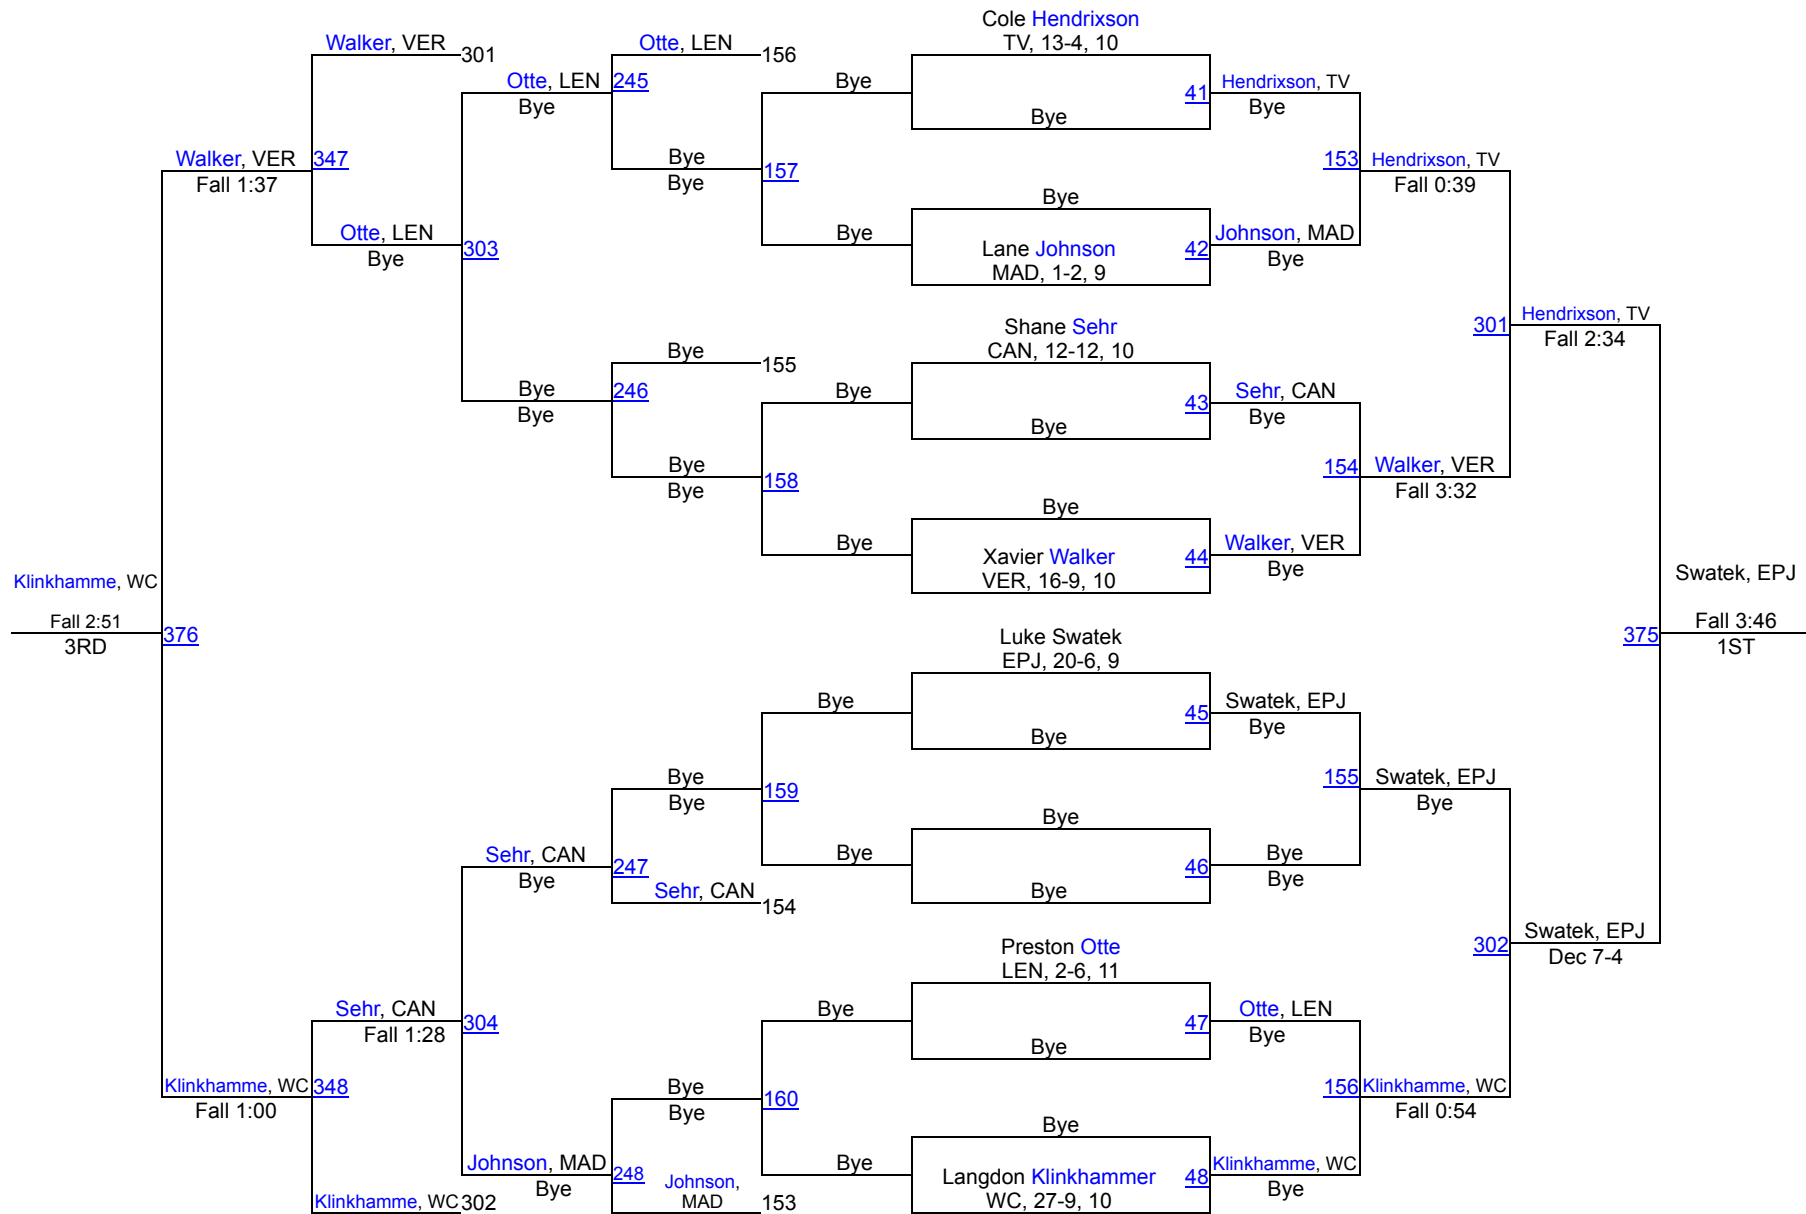 Cole Hendrixson
TV, 13-4, 10
Walker, VER
301
Otte, LEN
156
Otte, LEN
245
Bye
Bye
41
Hendrixson, TV
Bye
Bye
Walker, VER
347
Fall 1:37
Bye
157
Bye
153
Hendrixson, TV
Fall 0:39
Bye
Otte, LEN
303
Bye
Bye
Lane Johnson
MAD, 1-2, 9
42
Johnson, MAD
Bye
Shane Sehr
CAN, 12-12, 10
301
Hendrixson, TV
Fall 2:34
Bye
155
Bye
246
Bye
Bye
43
Sehr, CAN
Bye
Bye
Bye
158
Bye
154
Walker, VER
Fall 3:32
Bye
Bye
Xavier Walker
VER, 16-9, 10
44
Walker, VER
Bye
Klinkhamme, WC
Fall 2:51
3RD
376
Swatek, EPJ
375
Fall 3:46
1ST
Luke Swatek
EPJ, 20-6, 9
Bye
Bye
45
Swatek, EPJ
Bye
Bye
159
Bye
155
Swatek, EPJ
Bye
Bye
Sehr, CAN
247
Bye
Bye
Bye
46
Bye
Bye
Sehr, CAN
154
Preston Otte
LEN, 2-6, 11
302
Swatek, EPJ
Dec 7-4
Sehr, CAN
304
Fall 1:28
Bye
Bye
47
Otte, LEN
Bye
Klinkhamme, WC
348
Fall 1:00
Bye
160
Bye
156
Klinkhamme, WC
Fall 0:54
Bye
Johnson, MAD
248
Bye
Bye
Langdon Klinkhammer
WC, 27-9, 10
48
Klinkhamme, WC
Bye
Johnson,
MAD
153
Klinkhamme, WC
302